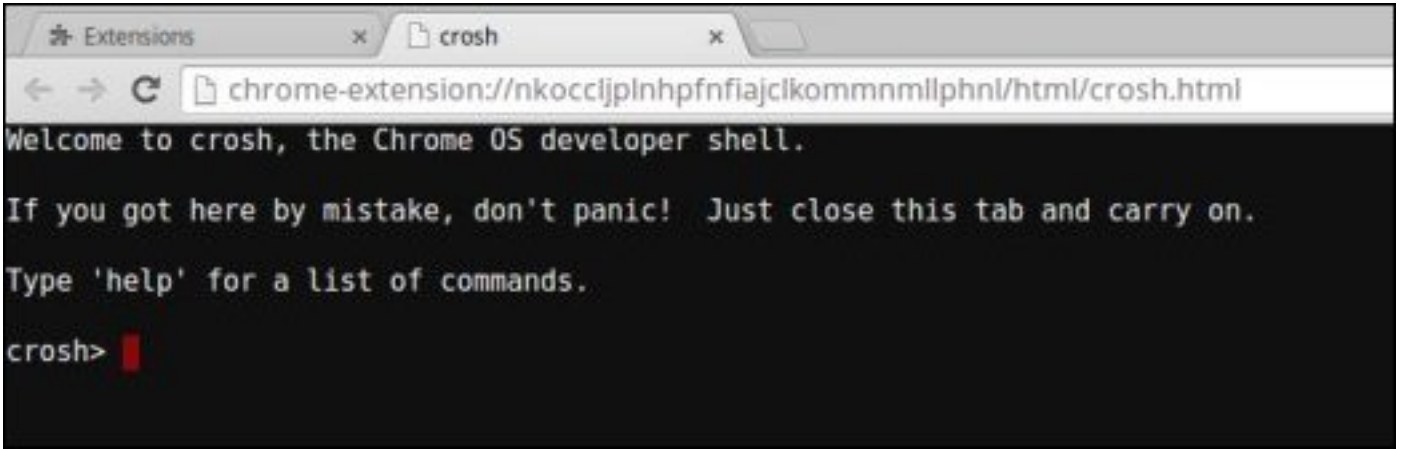 Extensions
crosh
chrome-extension://nkoccljplnhpfnfiajclkommnmllphnl/html/crosh.html
Welcome to crosh, the Chrome OS developer shell.
If you got here by mistake, don't panic!  Just close this tab and carry on.
Type 'help' for a list of commands.
crosh>